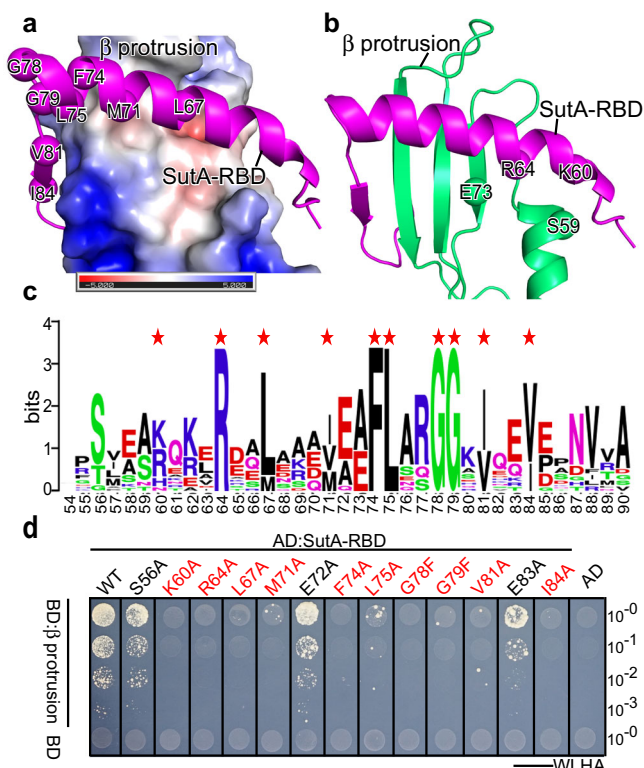 a
β protrusion
G78
F74
G79
L75
M71
L67
V81
I84
SutA-RBD
-5.000 5.000
b
β protrusion
SutA-RBD
R64
K60
E73
S59
c
4
3
2
1
0
bits
54 55 56 57 58 59 60 61 62 63 64 65 66 67 68 69 70 71 72 73 74 75 76 77 78 79 80 81 82 83 84 85 86 87 88 89 90
d
AD:SutA-RBD
WT S56A K60A R64A L67A M71A E72A F74A L75A G78F G79F V81A E83A I84A AD
BD:β protrusion
BD
10⁻⁰
10⁻¹
10⁻²
10⁻³
10⁻⁰